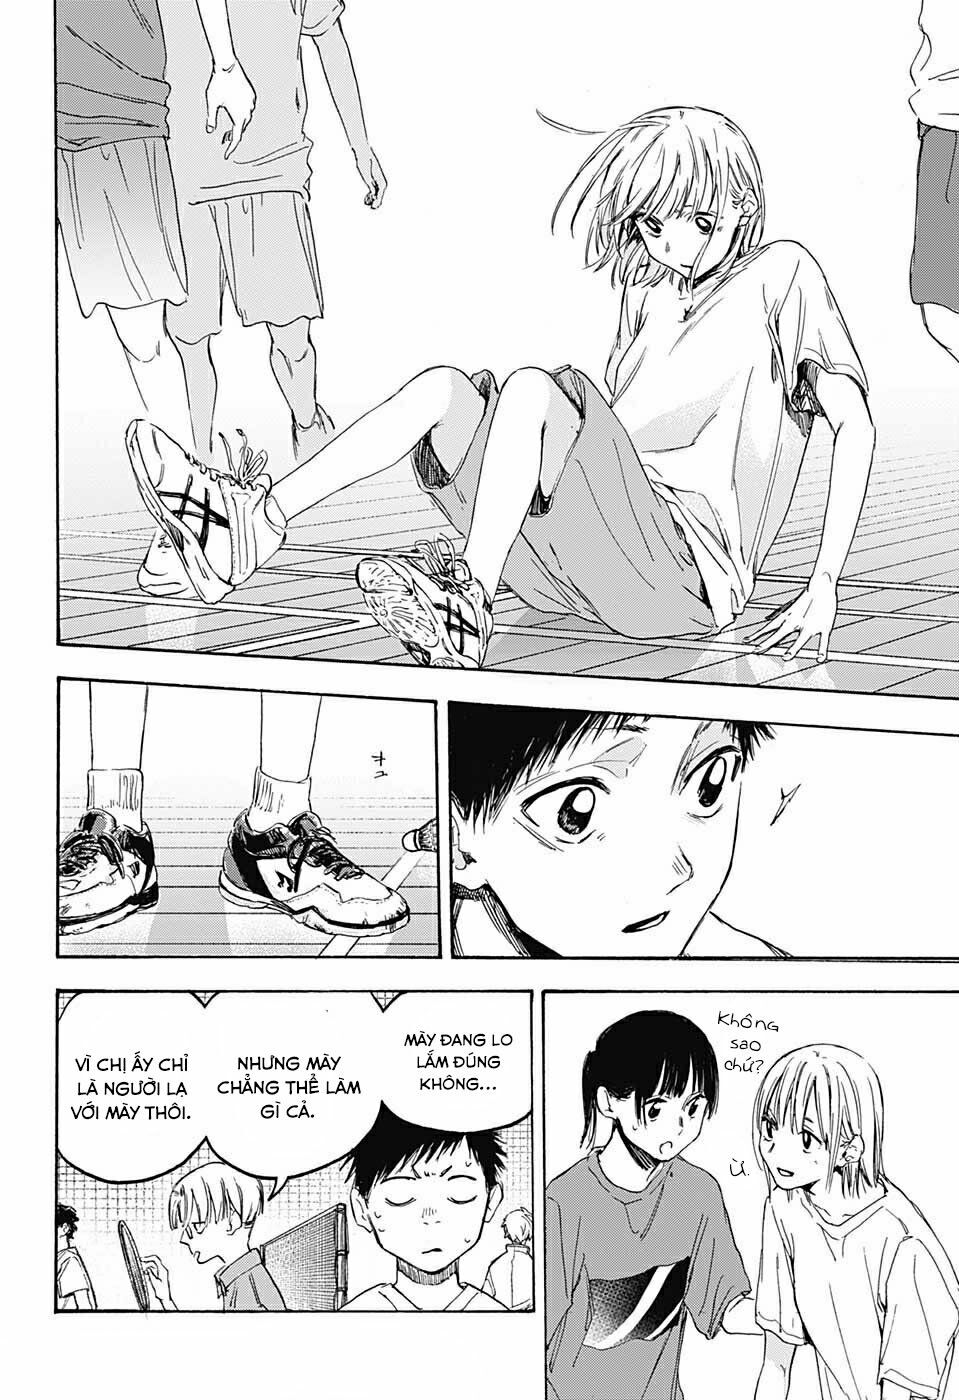 キュ
MÀY ĐANG LO
LẮM ĐÚNG
KHÔNG...
NHƯNG MÀY
CHẲNG THỂ LÀM
GÌ CẢ.
VÌ CHỊ ẤY CHỈ
LÀ NGƯỜI LẠ
VỚI MÀY THÔI.
Không
sao
chứ?
Ừ.